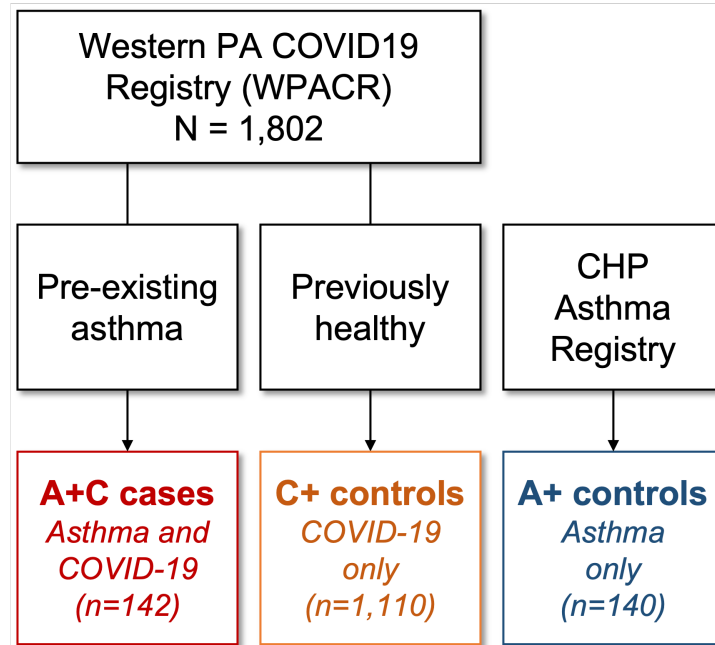 Western PA COVID19
Registry (WPACR)
N = 1,802
Pre-existing
asthma
Previously
healthy
CHP
Asthma
Registry
A+C cases
Asthma and
COVID-19
(n=142)
C+ controls
COVID-19
only
(n=1,110)
A+ controls
Asthma
only
(n=140)